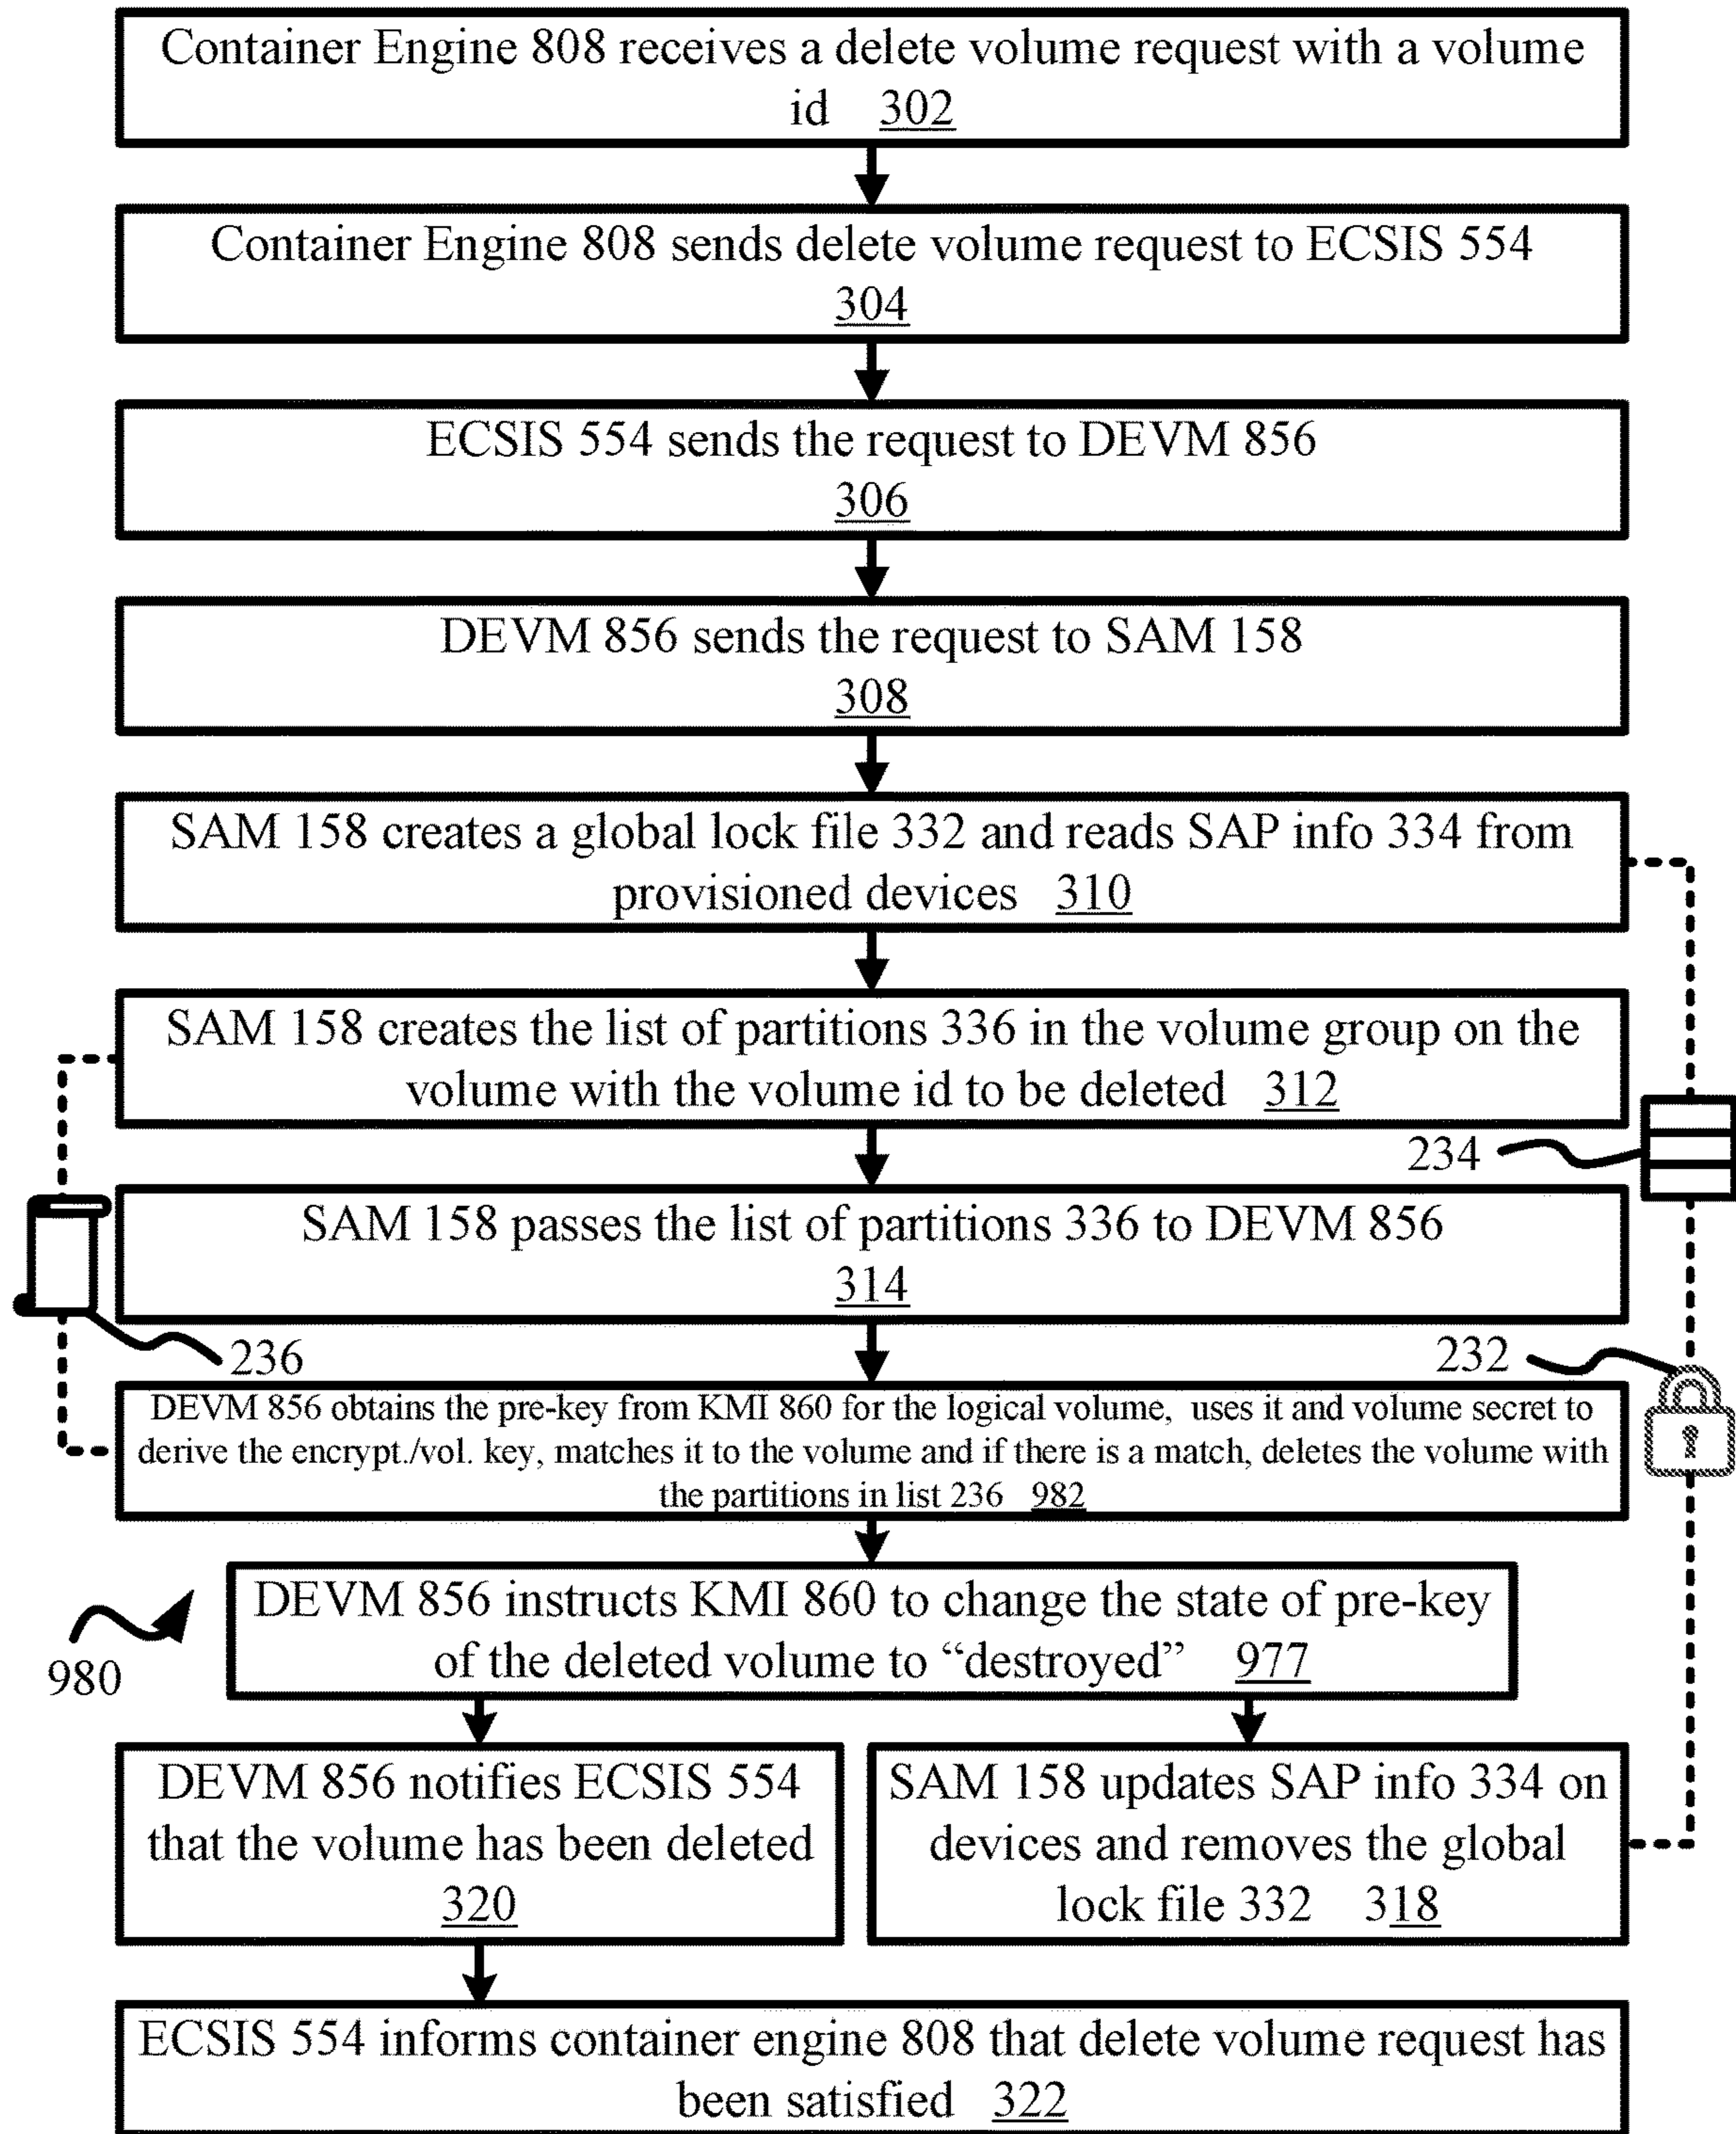 Container Engine 808 receives a delete volume request with a volume
id 302
Container Engine 808 sends delete volume request to ECSIS 554
304
ECSIS 554 sends the request to DEVM 856
306
DEVM 856 sends the request to SAM 158
308
SAM 158 creates a global lock file 332 and reads SAP info 334 from
provisioned devices 310
SAM 158 creates the list of partitions 336 in the volume group on the
volume with the volume id to be deleted 312
234
SAM 158 passes the list of partitions 336 to DEVM 856
314
236
232
DEVM 856 obtains the pre-key from KMI 860 for the logical volume, uses it and volume secret to
derive the encrypt./vol. key, matches it to the volume and if there is a match, deletes the volume with
the partitions in list 236 982
DEVM 856 instructs KMI 860 to change the state of pre-key
of the deleted volume to “destroyed” 977
980
DEVM 856 notifies ECSIS 554
that the volume has been deleted
320
SAM 158 updates SAP info 334 on
devices and removes the global
lock file 332 318
ECSIS 554 informs container engine 808 that delete volume request has
been satisfied 322